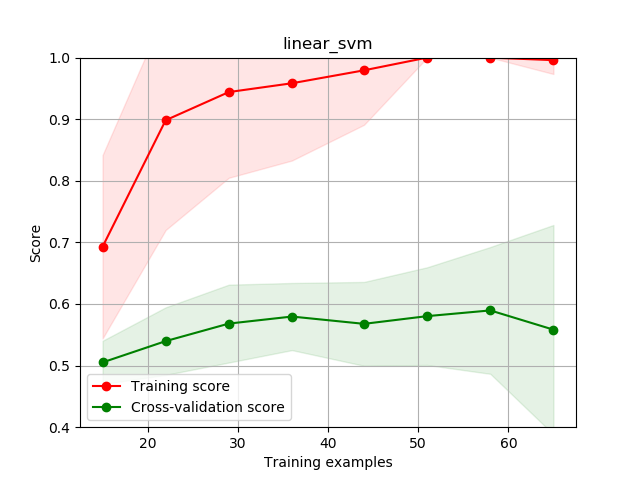 linear_svm
1.0
0.9
0.8
0.7
0.6
0.5
0.4
Score
Training score
Cross-validation score
20 30 40 50 60
Training examples